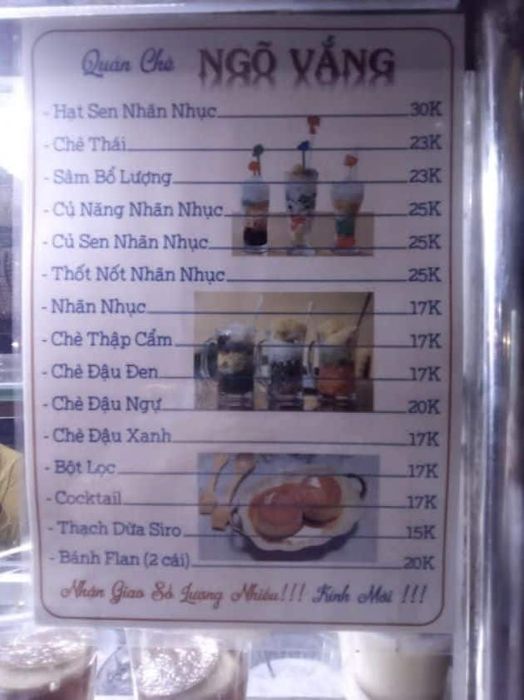 Quán Chè NGÕ VẮNG
- Hạt Sen Nhãn Nhục 30K
- Chè Thái 23K
- Sâm Bổ Lượng 23K
- Củ Năng Nhãn Nhục 25K
- Củ Sen Nhãn Nhục 25K
- Thốt Nốt Nhãn Nhục 25K
- Nhãn Nhục 17K
- Chè Thập Cẩm 17K
- Chè Đậu Đen 17K
- Chè Đậu Ngự 20K
- Chè Đậu Xanh 17K
- Bột Lọc 17K
- Cocktail 17K
- Thạch Dừa Siro 15K
- Bánh Flan (2 cái) 20K
Nhận Giao Số Lượng Nhiều!!! Kính Mời !!!